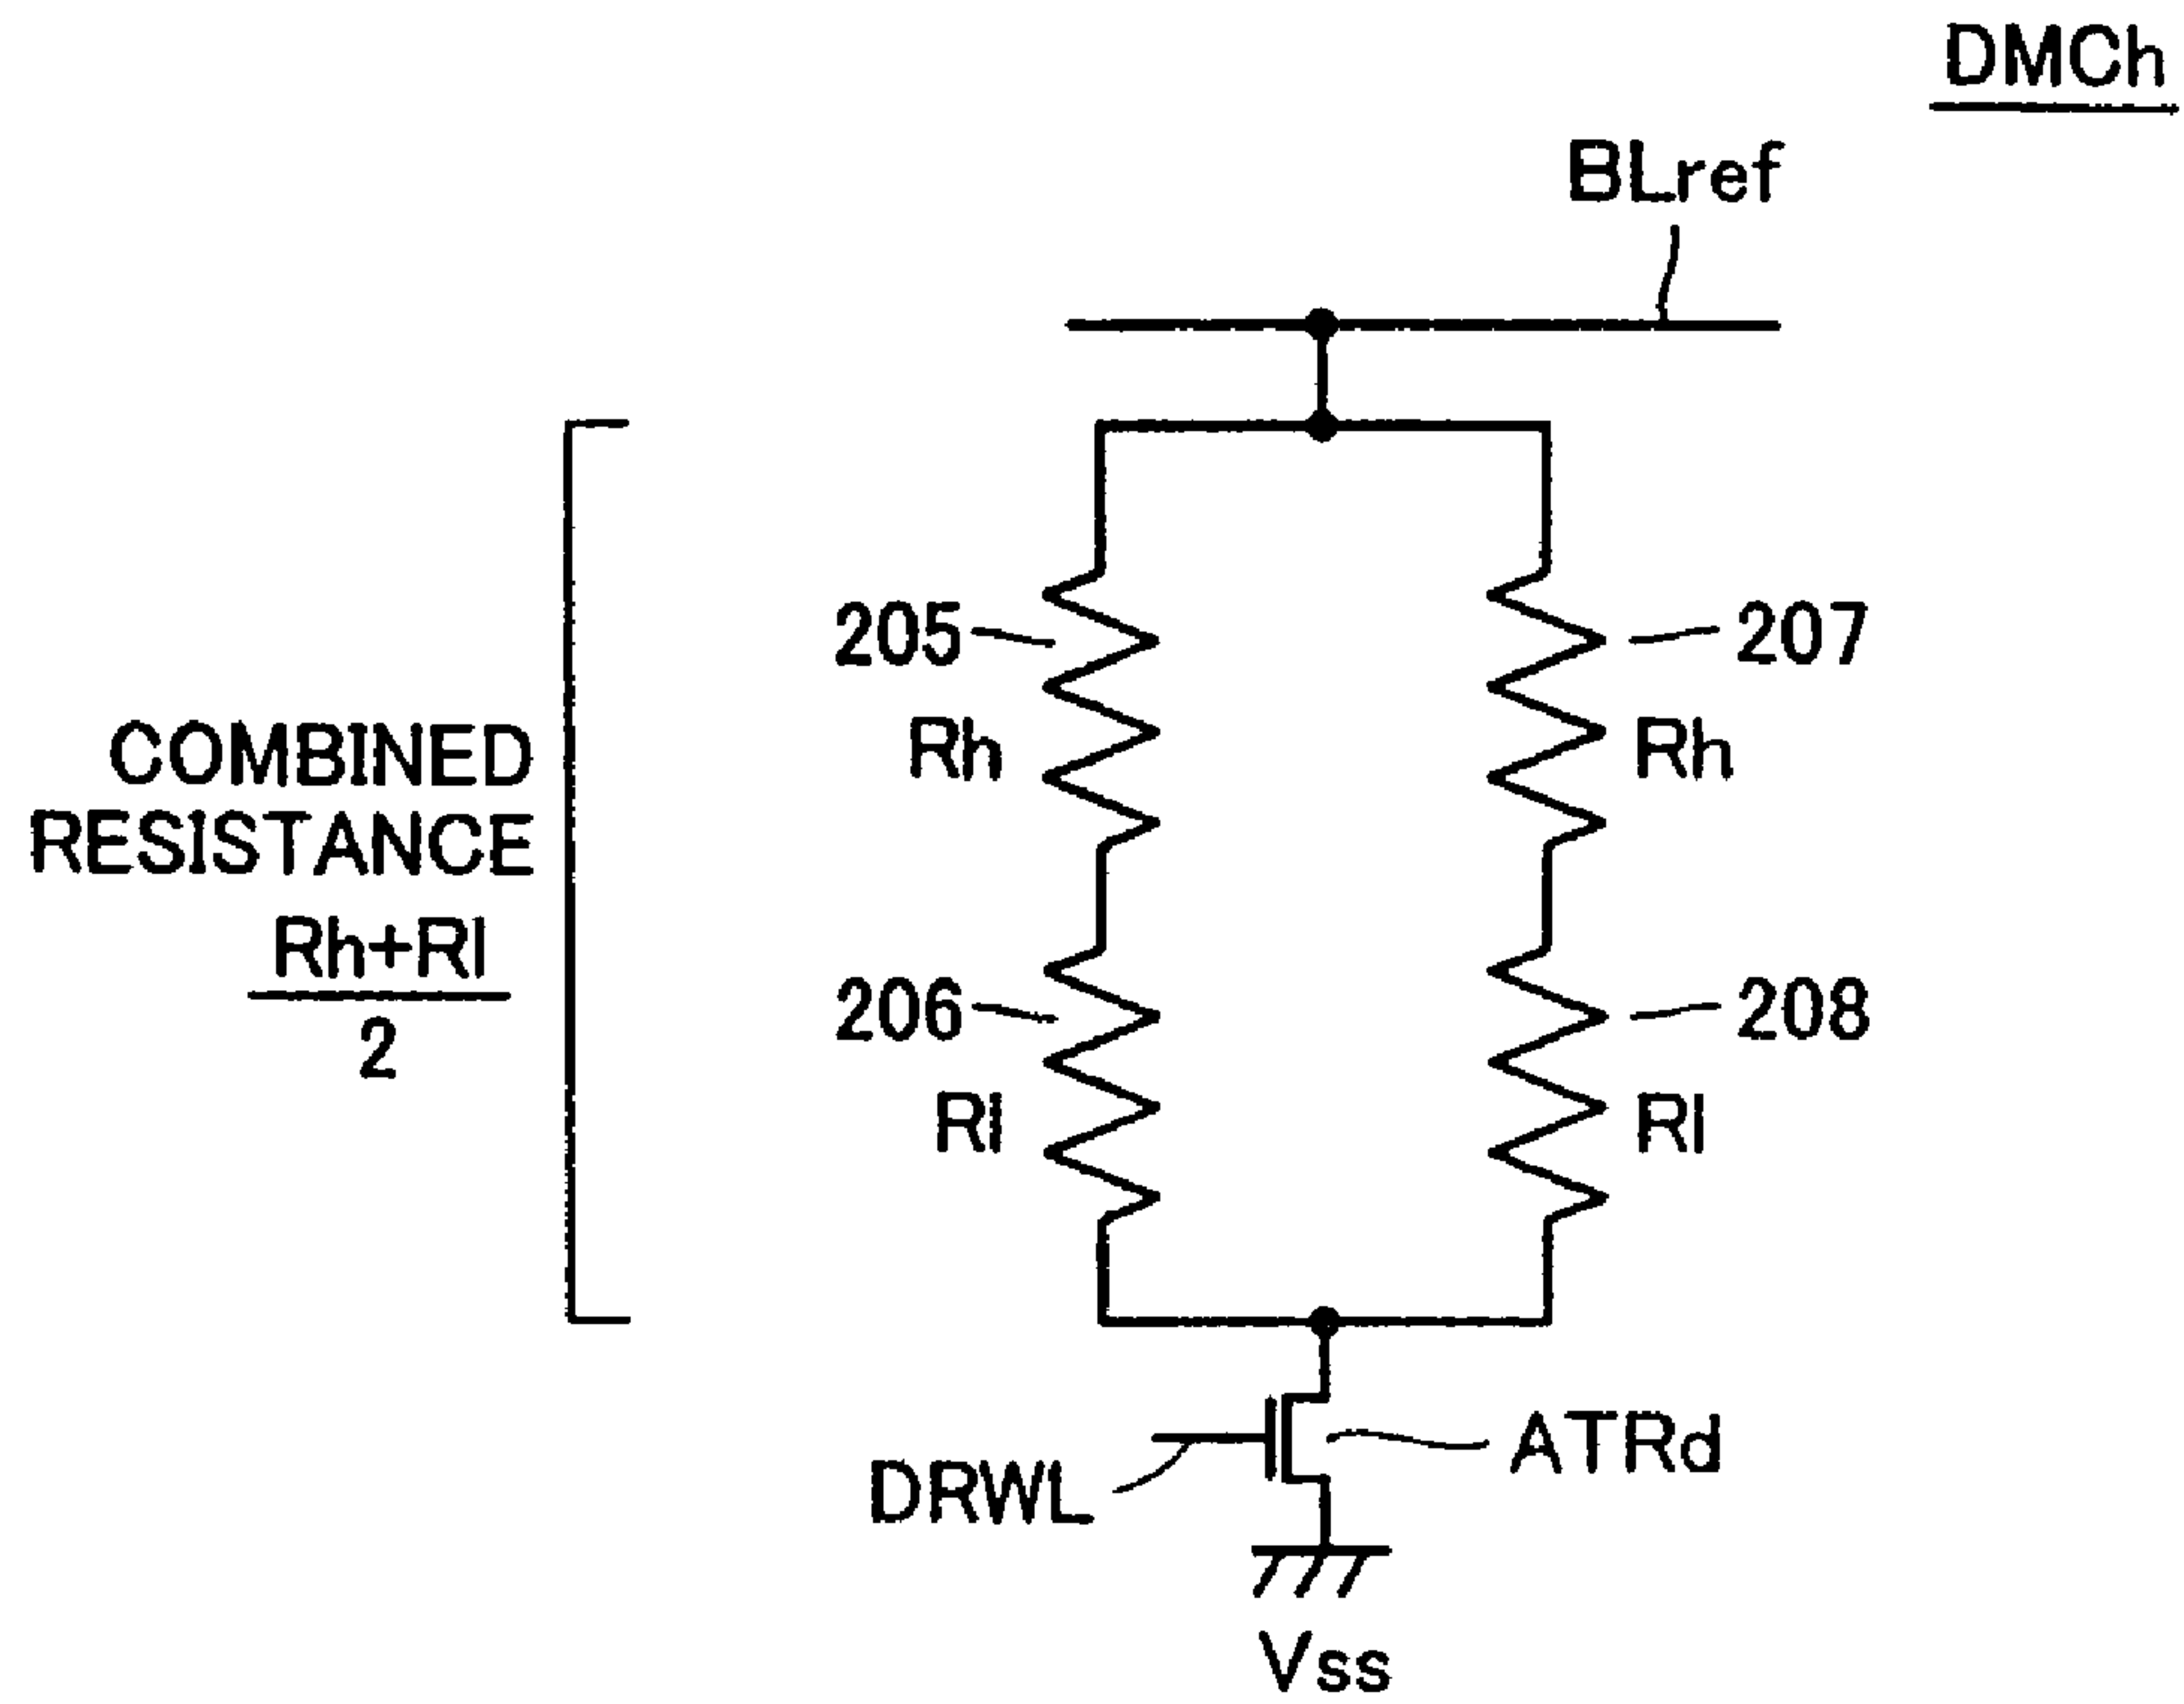 DMCh
BLref
205
Rh
207
Rh
COMBINED
RESISTANCE
Rh+Rl
2
206
Rl
208
Rl
DRWL
ATRd
Vss